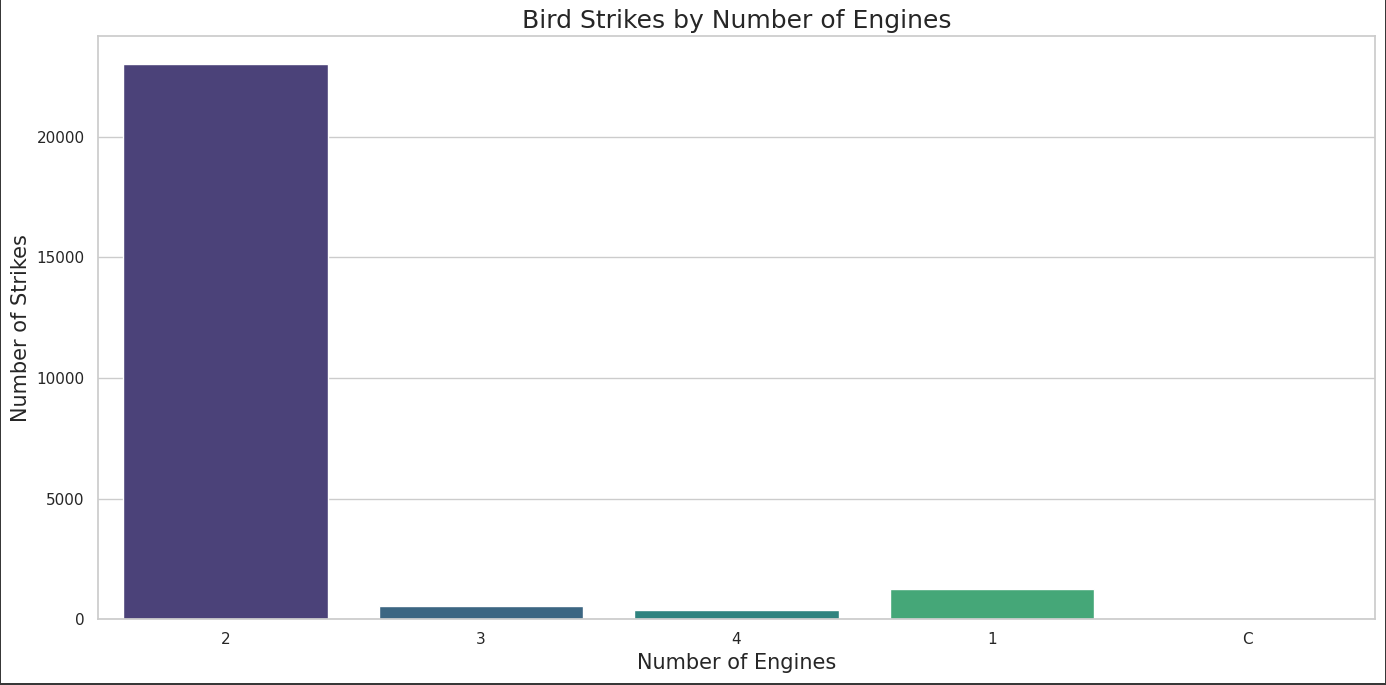 Bird Strikes by Number of Engines
Number of Strikes
20000
15000
10000
5000
0
2 3 4 1 C
Number of Engines